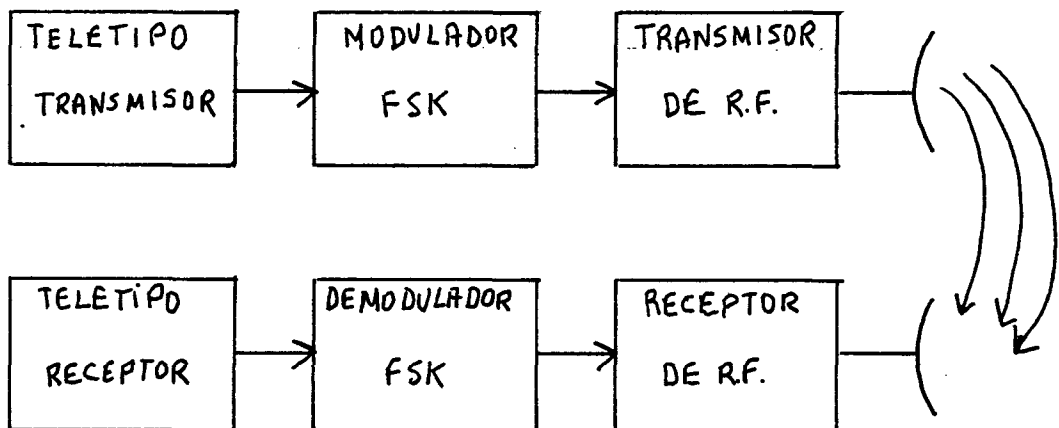 TELETIPO
TRANSMISOR
MODULADOR
FSK
TRANSMISOR
DE R.F.
TELETIPO
RECEPTOR
DEMODULADOR
FSK
RECEPTOR
DE R.F.